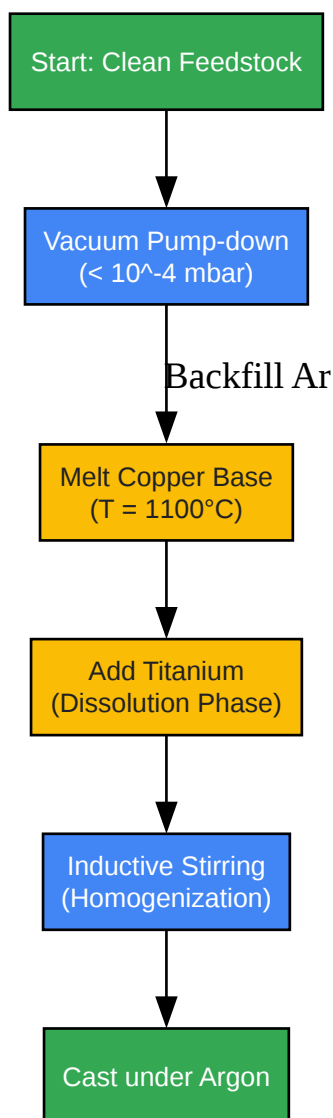 Start: Clean Feedstock
Vacuum Pump-down
(< 10^-4 mbar)
Backfill Ar
Melt Copper Base
(T = 1100°C)
Add Titanium
(Dissolution Phase)
Inductive Stirring
(Homogenization)
Cast under Argon